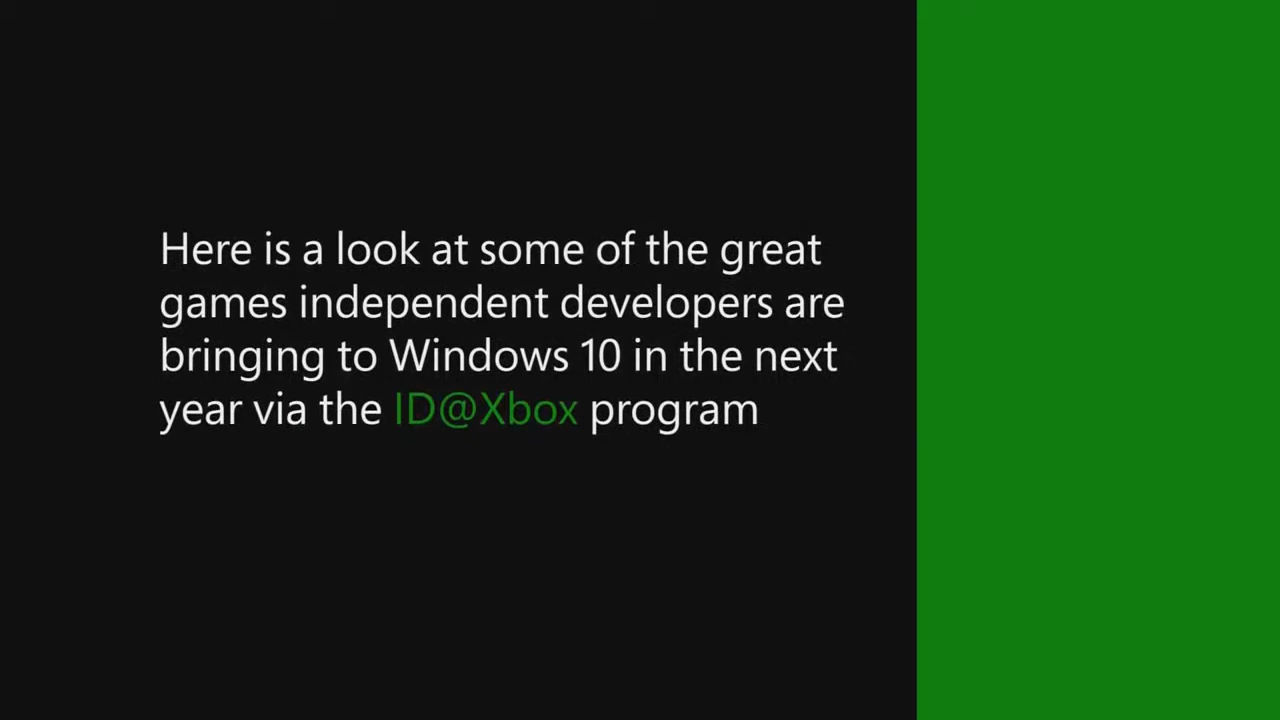 Here is a look at some of the great
games independent developers are
bringing to Windows 10 in the next
year via the ID@Xbox program